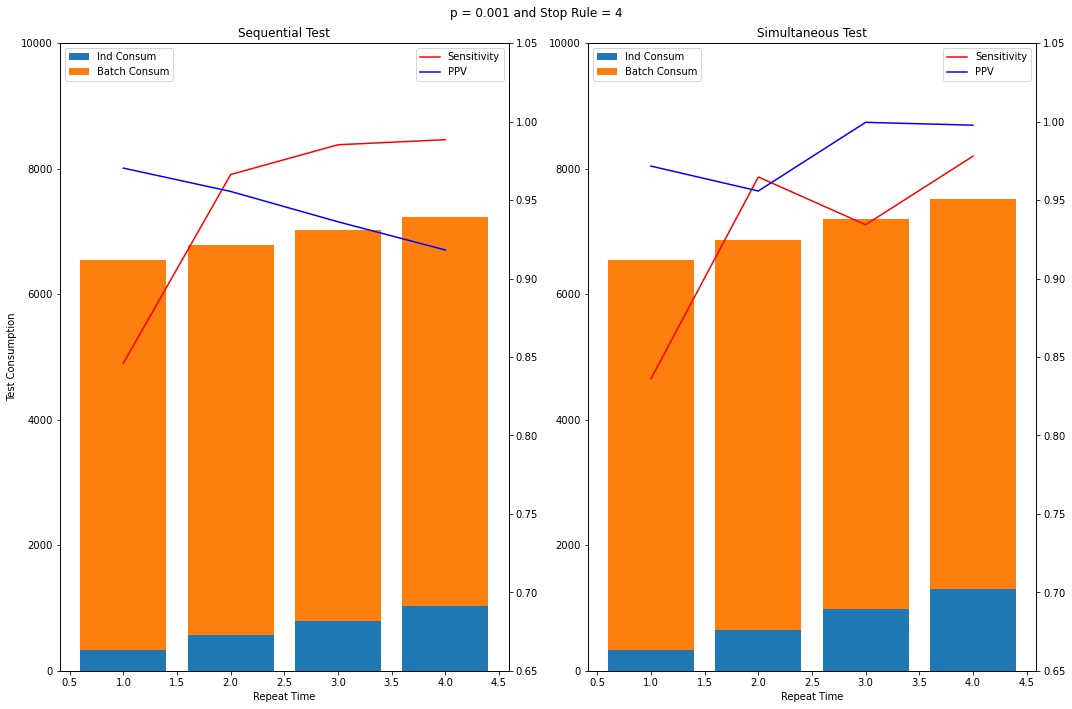 p = 0.001 and Stop Rule = 4
Sequential Test
Ind Consum
Batch Consum
Sensitivity
PPV
10000
8000
6000
4000
2000
0
Test Consumption
1.05
1.00
0.95
0.90
0.85
0.80
0.75
0.70
0.65
0.5 1.0 1.5 2.0 2.5 3.0 3.5 4.0 4.5
Repeat Time
Simultaneous Test
Ind Consum
Batch Consum
Sensitivity
PPV
10000
8000
6000
4000
2000
0
1.05
1.00
0.95
0.90
0.85
0.80
0.75
0.70
0.65
0.5 1.0 1.5 2.0 2.5 3.0 3.5 4.0 4.5
Repeat Time